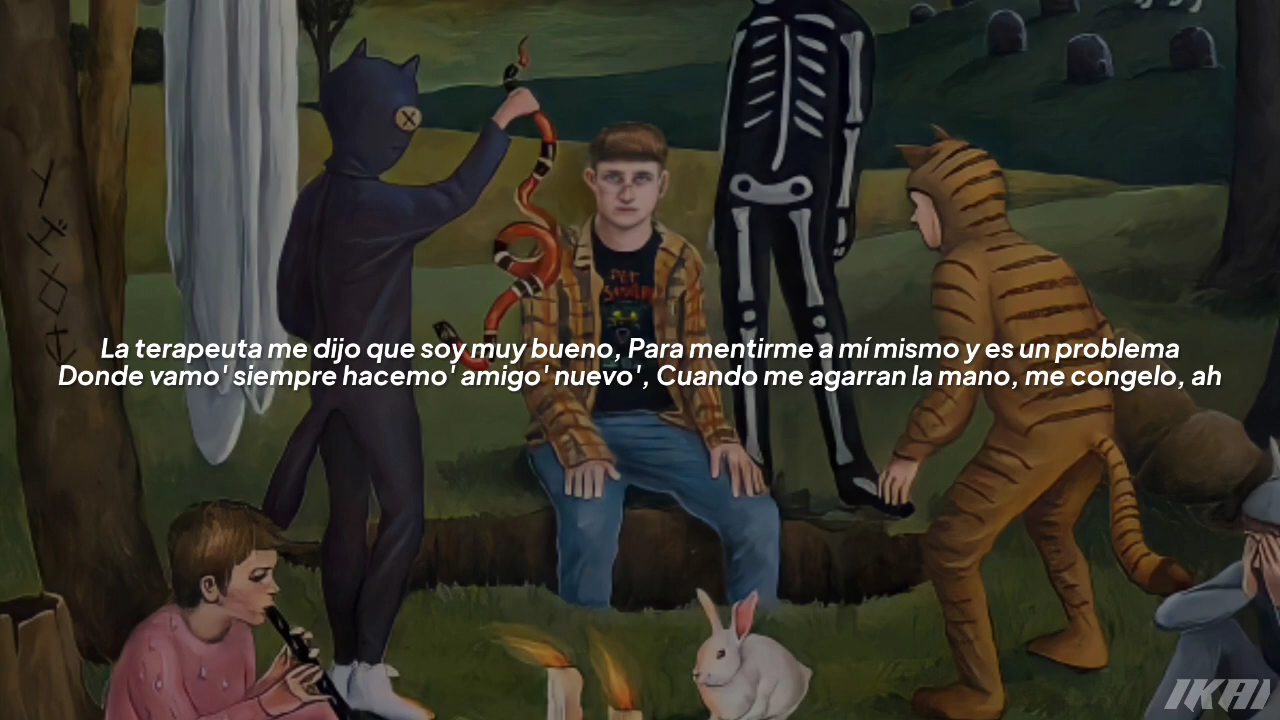 La terapeuta me dijo que soy muy bueno, Para mentirme a mí mismo y es un problema
Donde vamo' siempre hacemo' amigo' nuevo', Cuando me agarran la mano, me congelo, ah
IKAI